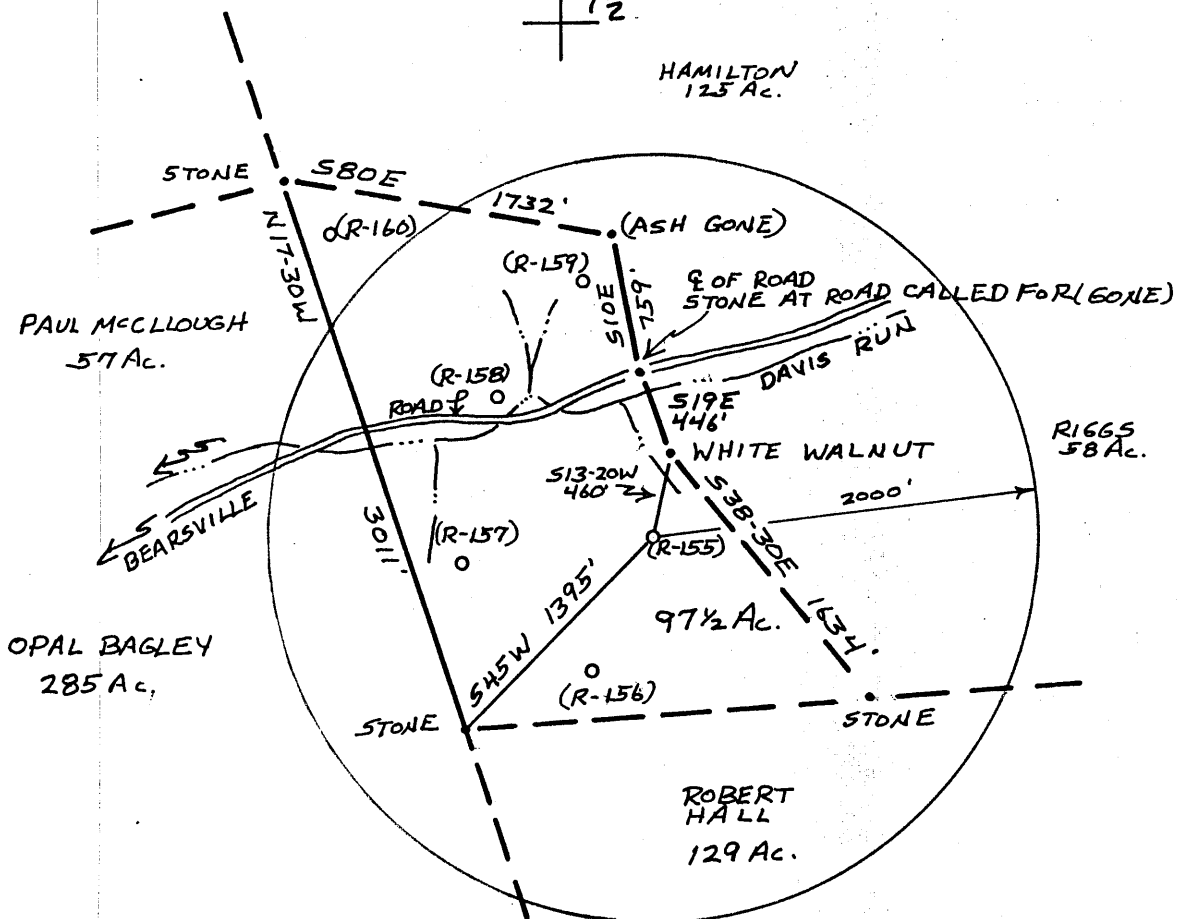 2
HAMILTON
125 Ac.
STONE
S80E
1732'
(R-160)
(ASH GONE)
(R-159)
N17-30W
S10E
759'
℄ OF ROAD
STONE AT ROAD CALLED FOR (GONE)
PAUL McCLLOUGH
57 Ac.
(R-158)
ROAD
DAVIS RUN
S19E
446'
WHITE WALNUT
RIGGS
58 Ac.
S13-20W
460'
2000'
S38-30E
1634'
BEARSVILLE
3011'
(R-157)
(R-155)
97½ Ac.
OPAL BAGLEY
285 Ac.
S45W 1395'
(R-156)
STONE
STONE
ROBERT
HALL
129 Ac.